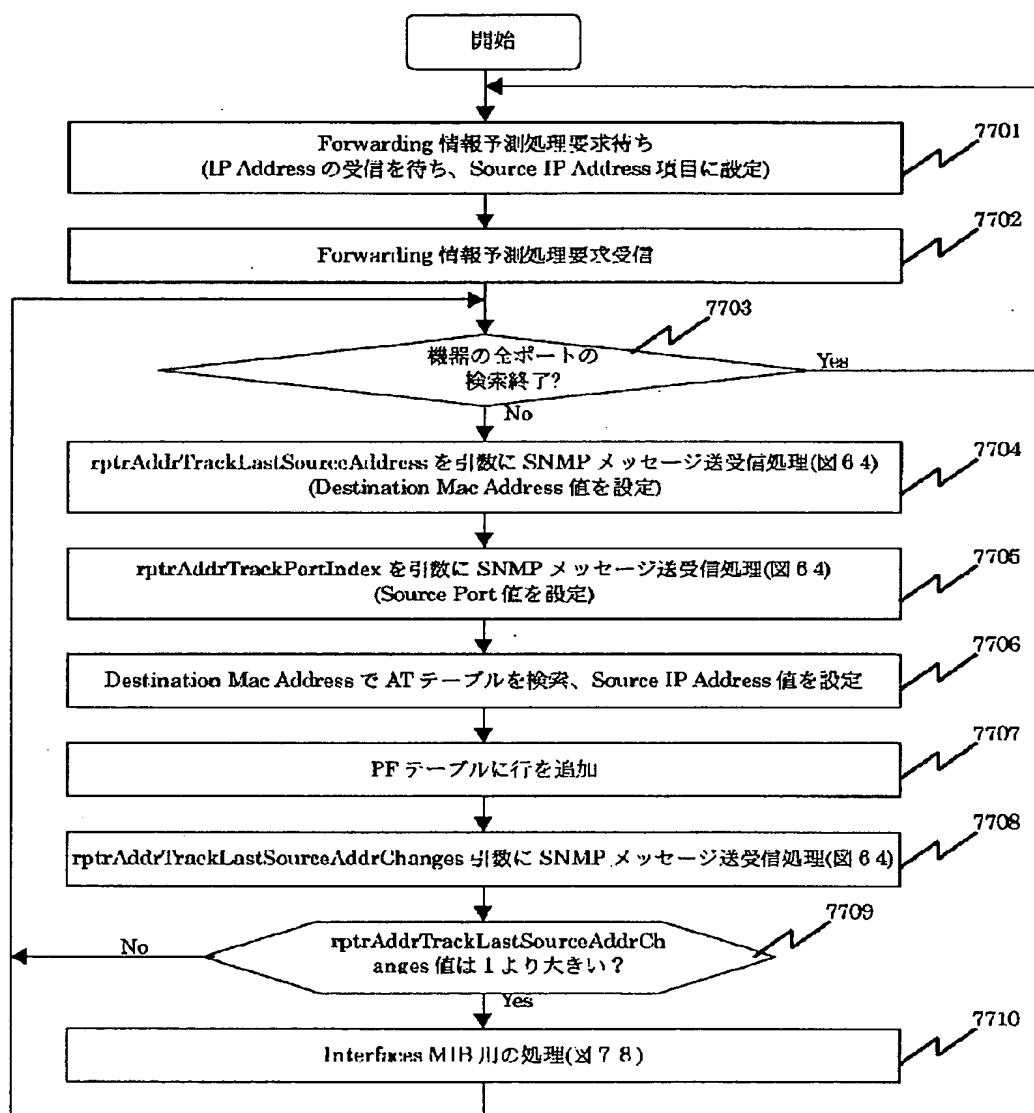 開始
Forwarding 情報予測処理要求待ち
(IP Address の受信を待ち、Source IP Address 項目に設定)
7701
Forwarding 情報予測処理要求受信
7702
7703
機器の全ポートの
検索終了?
Yes
No
rptrAddrTrackLastSourceAddress を引数に SNMP メッセージ送受信処理(図 6 4)
(Destination Mac Address 値を設定)
7704
rptrAddrTrackPortIndex を引数に SNMP メッセージ送受信処理(図 6 4)
(Source Port 値を設定)
7705
Destination Mac Address で AT テーブルを検索、Source IP Address 値を設定
7706
PF テーブルに行を追加
7707
rptrAddrTrackLastSourceAddrChanges 引数に SNMP メッセージ送受信処理(図 6 4)
7708
7709
rptrAddrTrackLastSourceAddrCh
anges 値は 1 より大きい?
No
Yes
Interfaces MIB 用の処理(図 7 8)
7710